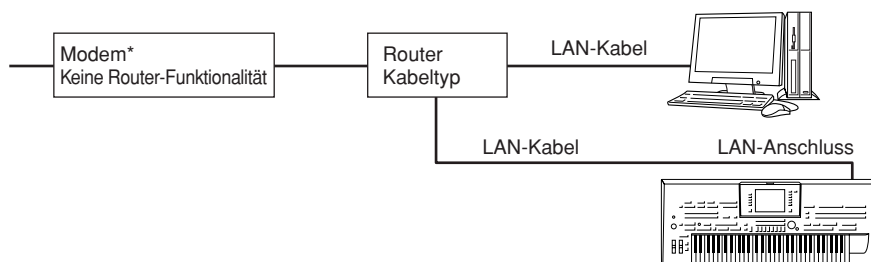 Modem*
Keine Router-Funktionalität
Router
Kabeltyp
LAN-Kabel
LAN-Kabel
LAN-Anschluss